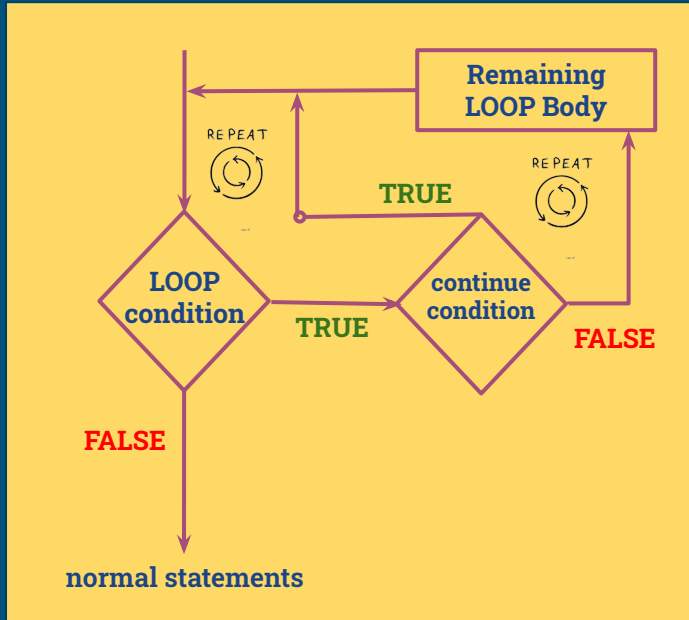 Remaining
LOOP Body
REPEAT
REPEAT
TRUE
LOOP
condition
continue
condition
TRUE
FALSE
FALSE
normal statements